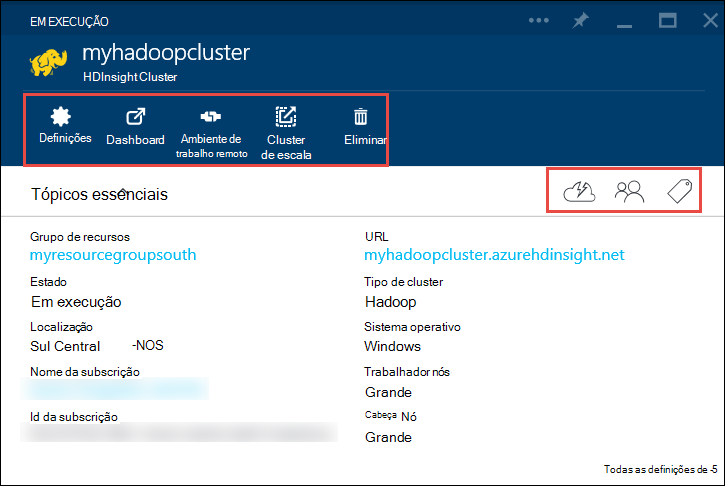 EM EXECUÇÃO
myhadoopcluster
HDInsight Cluster
Definições
Dashboard
Ambiente de
trabalho remoto
Cluster
de escala
Eliminar
Tópicos essenciais
Grupo de recursos
myresourcegroupsouth
URL
myhadoopcluster.azurehdinsight.net
Estado
Em execução
Tipo de cluster
Hadoop
Localização
Sul Central -NOS
Sistema operativo
Windows
Nome da subscrição
Trabalhador nós
Grande
Id da subscrição
Cabeça Nó
Grande
Todas as definições de -5